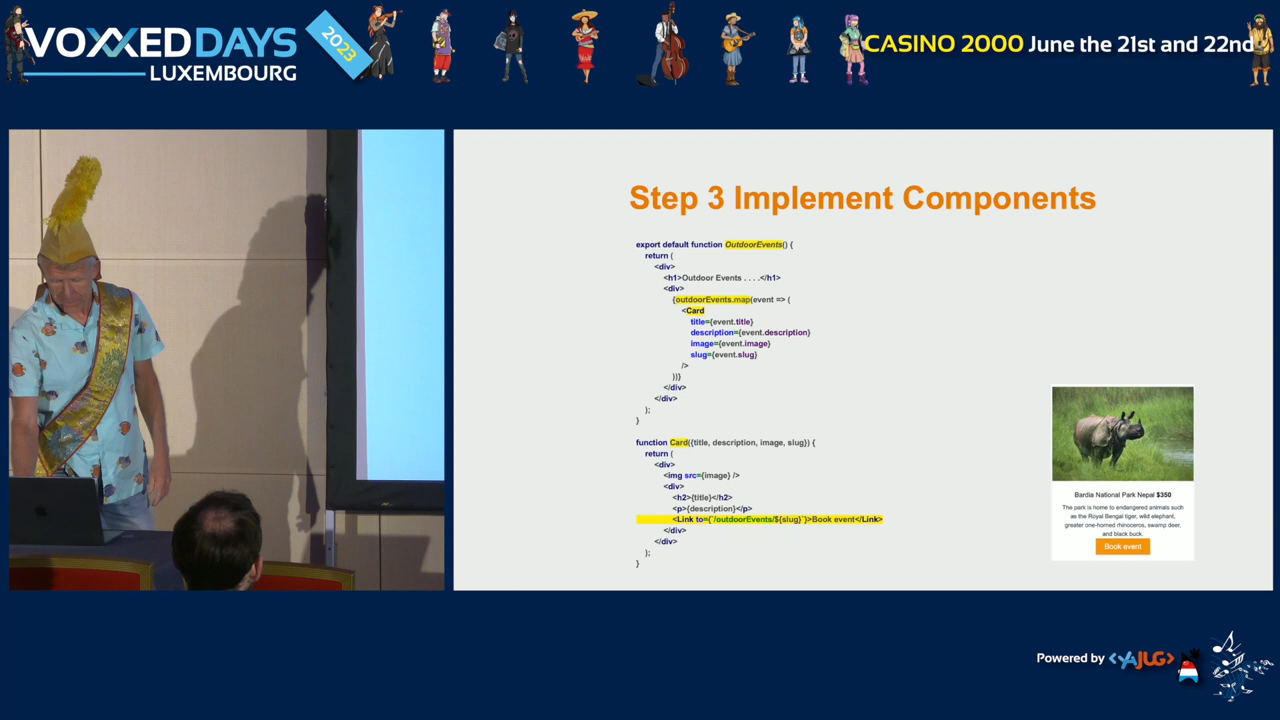 VOXXED DAYS
LUXEMBOURG
2023
CASINO 2000 June the 21st and 22nd
Step 3 Implement Components
export default function OutdoorEvents() {
return (
<div>
<h1>Outdoor Events . . . .</h1>
<div>
{outdoorEvents.map(event => (
<Card
title={event.title}
description={event.description}
image={event.image}
slug={event.slug}
/>
))}
</div>
</div>
);
}
function Card({title, description, image, slug}) {
return (
<div>
<img src={image} />
<div>
<h2>{title}</h2>
<p>{description}</p>
<Link to={`/outdoorEvents/${slug}`}>Book event</Link>
</div>
</div>
);
}
Bardia National Park Nepal $350
The park is home to endangered animals such
as the Royal Bengal tiger, wild elephant,
greater one-horned rhinoceros, swamp deer,
and black buck.
Book event
Powered by <YAJUG>